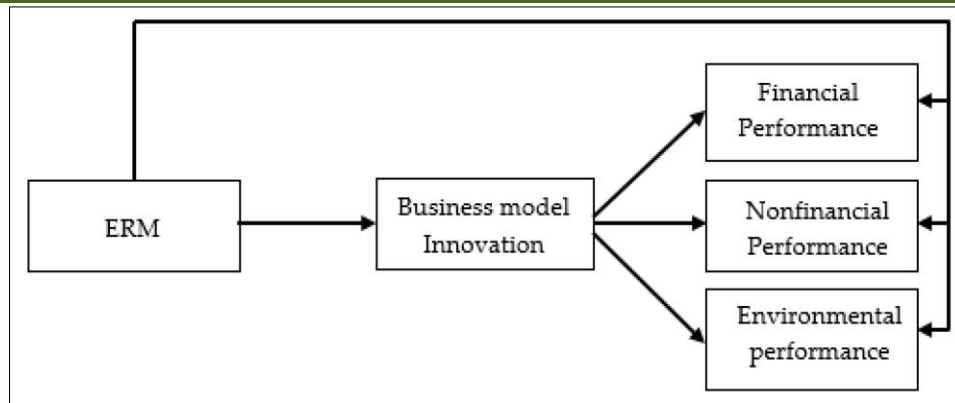 ERM
Business model
Innovation
Financial
Performance
Nonfinancial
Performance
Environmental
performance